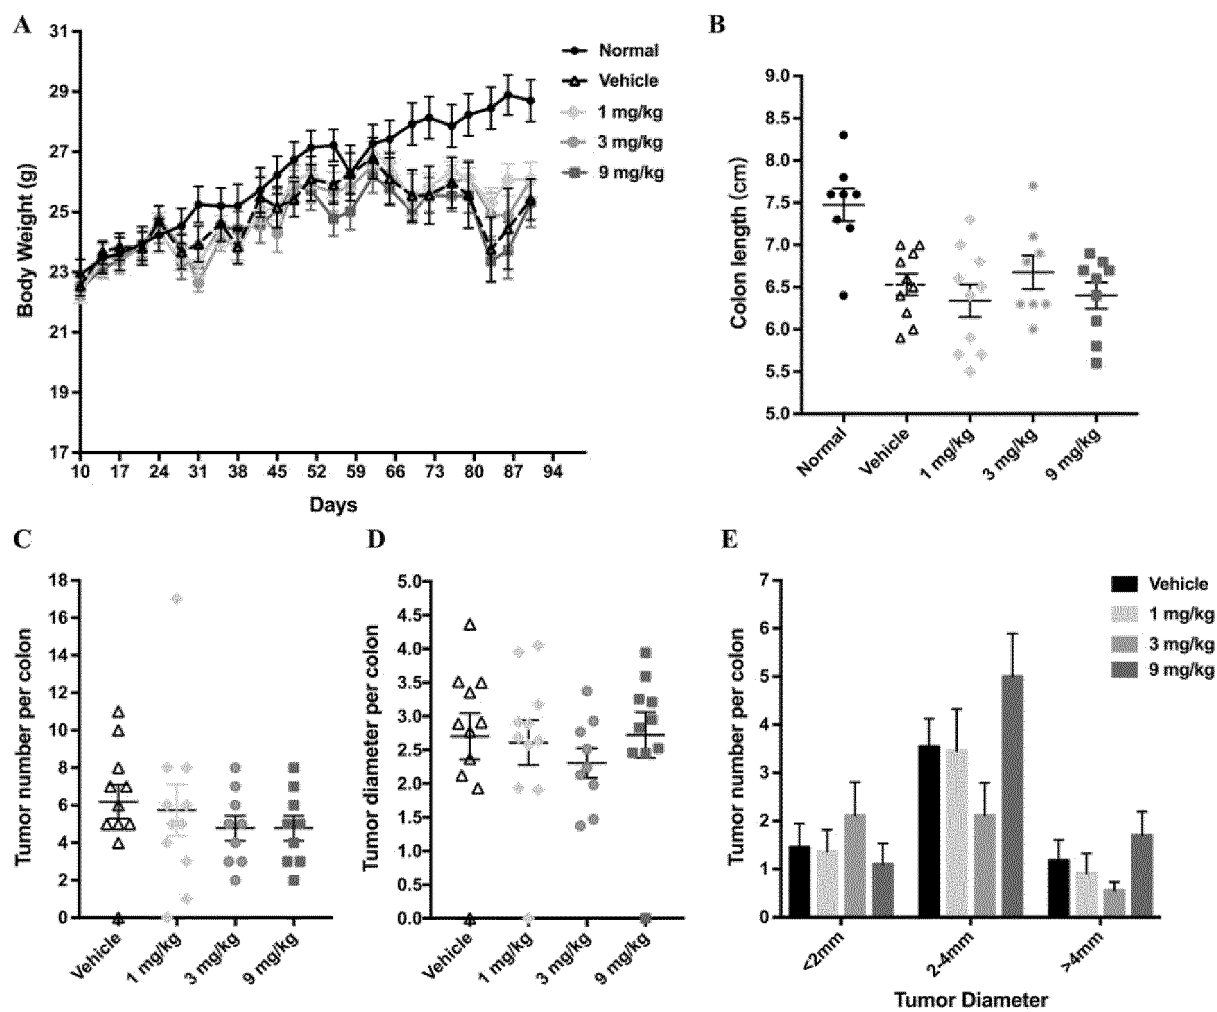 A
31
29
27
25
23
21
19
17
Body Weight (g)
10 17 24 31 38 45 52 59 66 73 80 87 94
Days
Normal
Vehicle
1 mg/kg
3 mg/kg
9 mg/kg
B
9.0
8.5
8.0
7.5
7.0
6.5
6.0
5.5
5.0
Colon length (cm)
Normal
Vehicle
1 mg/kg
3 mg/kg
9 mg/kg
C
18
16
14
12
10
8
6
4
2
0
Tumor number per colon
Vehicle
1 mg/kg
3 mg/kg
9 mg/kg
D
5.0
4.5
4.0
3.5
3.0
2.5
2.0
1.5
1.0
0.5
0.0
Tumor diameter per colon
Vehicle
1 mg/kg
3 mg/kg
9 mg/kg
E
7
6
5
4
3
2
1
0
Tumor number per colon
<2mm
2-4mm
>4mm
Tumor Diameter
Vehicle
1 mg/kg
3 mg/kg
9 mg/kg